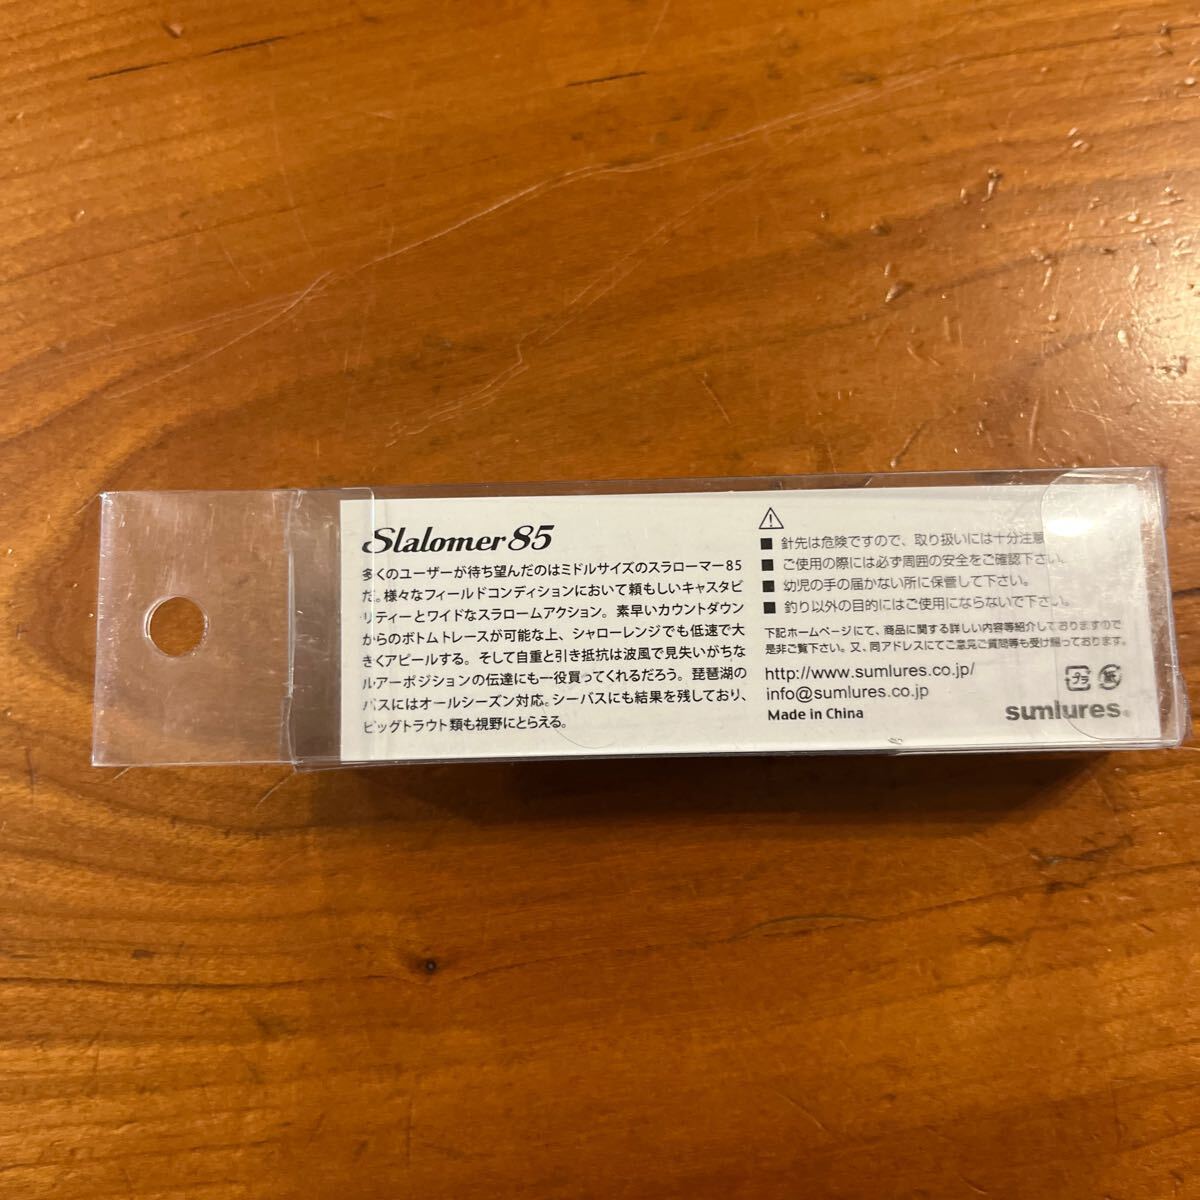 Slalomer 85
多くのユーザーが待ち望んだのはミドルサイズのスラローマー85
だ。様々なフィールドコンディションにおいて頼もしいキャスタビ
リティーとワイドなスラロームアクション。素早いカウントダウン
からのボトムトレースが可能な上、シャローレンジでも低速で大
きくアピールする。そして自重と引き抵抗は波風で見失いがちな
ルアーポジションの伝達にも一役買ってくれるだろう。琵琶湖の
バスにはオールシーズン対応。シーバスにも結果を残しており、
ビッグトラウト類も視野にとらえる。
■ 針先は危険ですので、取り扱いには十分注意
■ ご使用の際には必ず周囲の安全をご確認下さい。
■ 幼児の手の届かない所に保管して下さい。
■ 釣り以外の目的にはご使用にならないで下さい。
下記ホームページにて、商品に関する詳しい内容等紹介しておりますので
是非ご覧下さい。又、同アドレスにてご意見ご質問等も受け賜っております。
http://www.sumlures.co.jp/
info@sumlures.co.jp
Made in China
プラ 紙
sumlures®